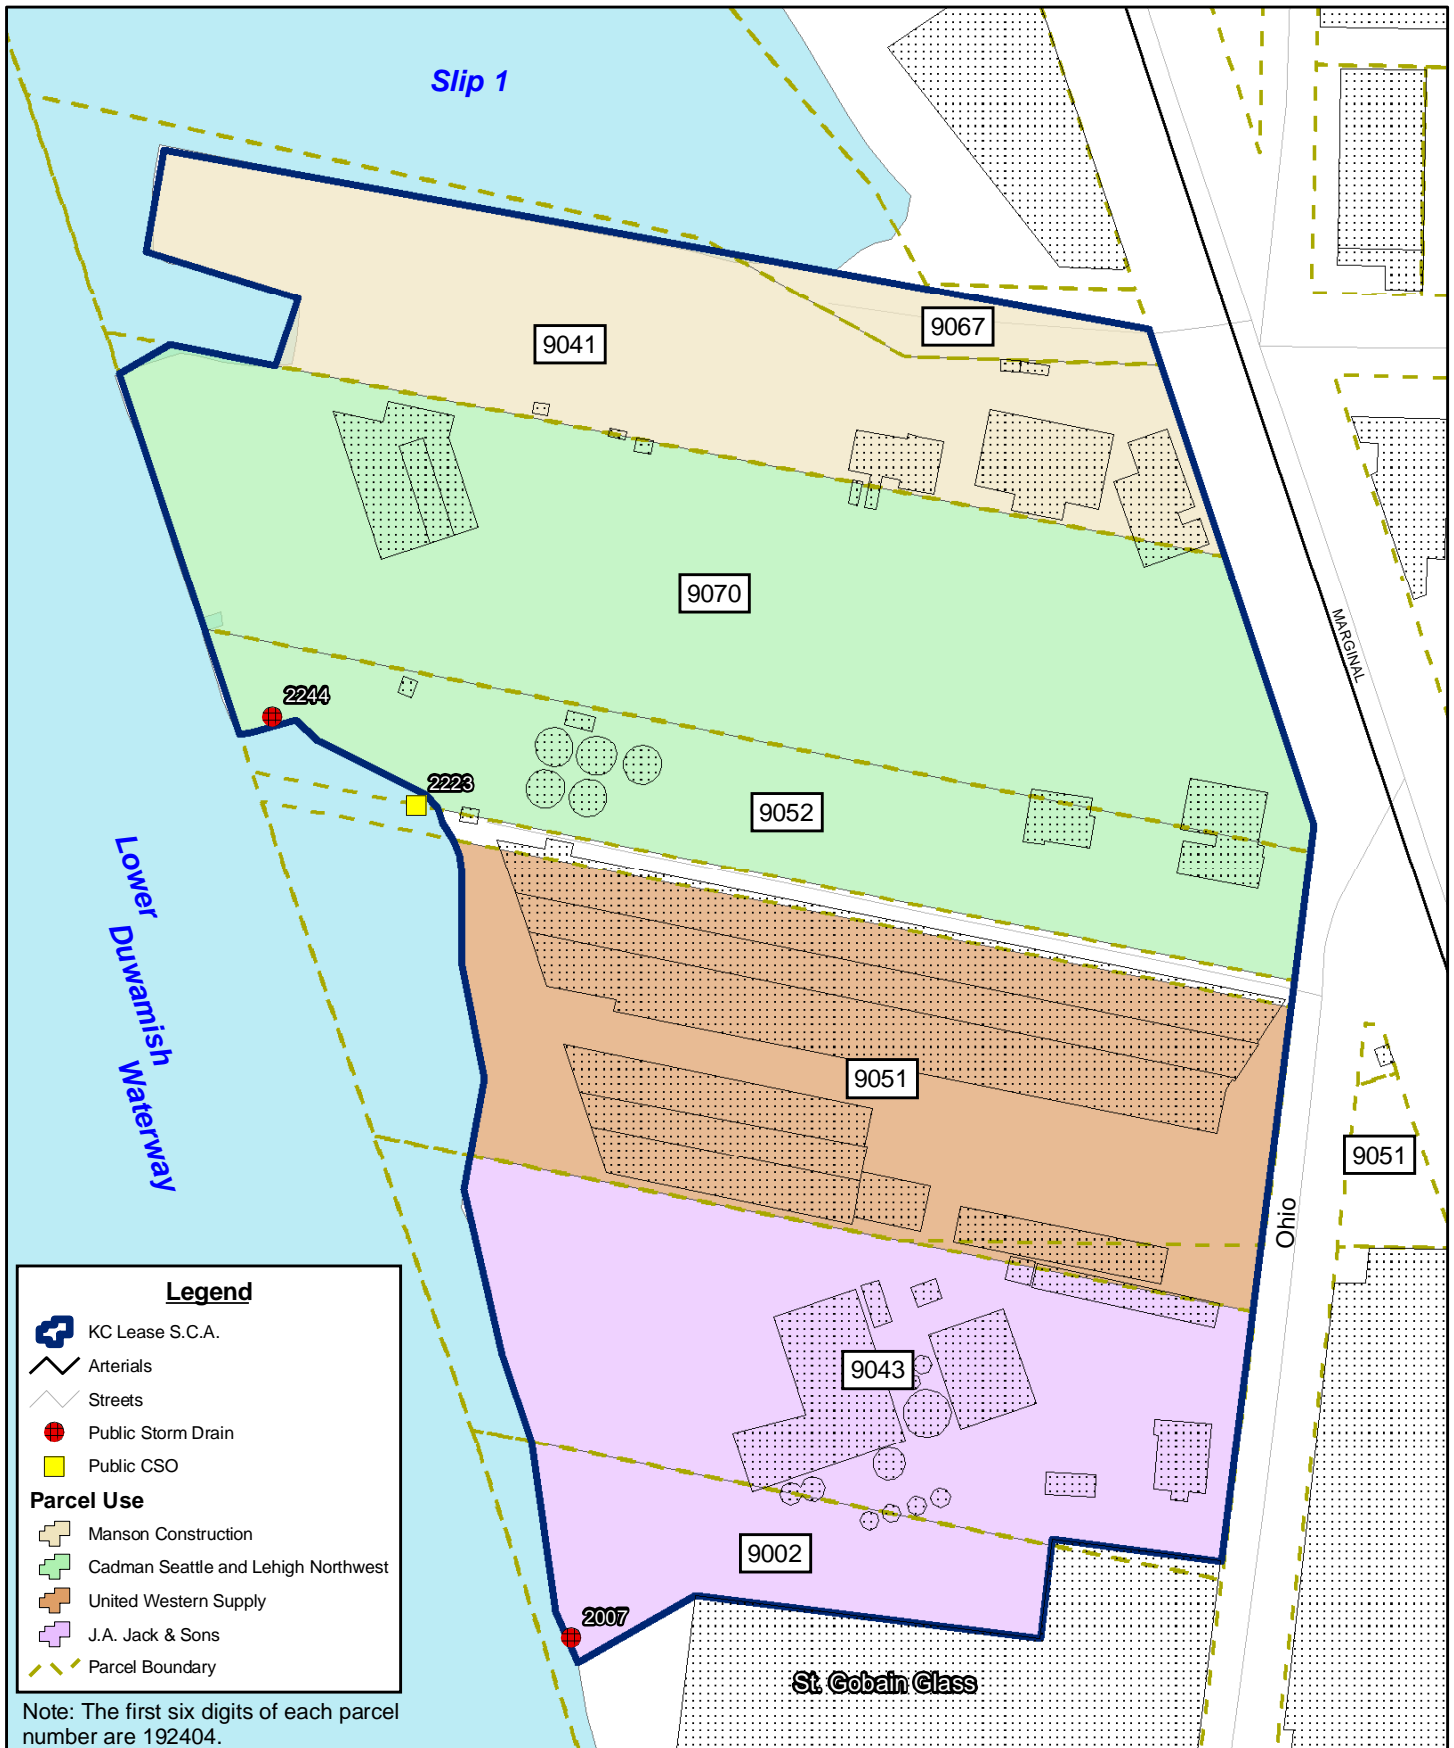 Slip 1
9067
9041
9070
MARGINAL
2244
2223
9052
Lower
Duwamish
Waterway
9051
9051
Ohio
9043
9002
2007
St. Gobain Glass
Legend
KC Lease S.C.A.
Arterials
Streets
Public Storm Drain
Public CSO
Parcel Use
Manson Construction
Cadman Seattle and Lehigh Northwest
United Western Supply
J.A. Jack & Sons
Parcel Boundary
Note: The first six digits of each parcel
number are 192404.